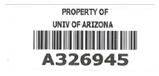 PROPERTY OF
UNIV OF ARIZONA
A326945